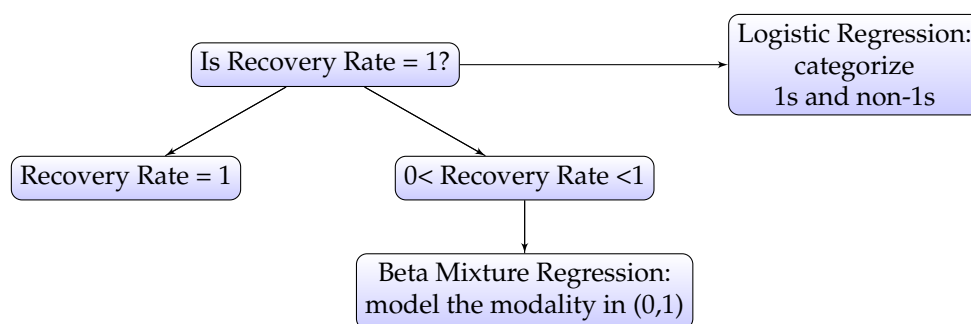 Is Recovery Rate = 1?
Logistic Regression:
categorize
1s and non-1s
Recovery Rate = 1
0< Recovery Rate <1
Beta Mixture Regression:
model the modality in (0,1)